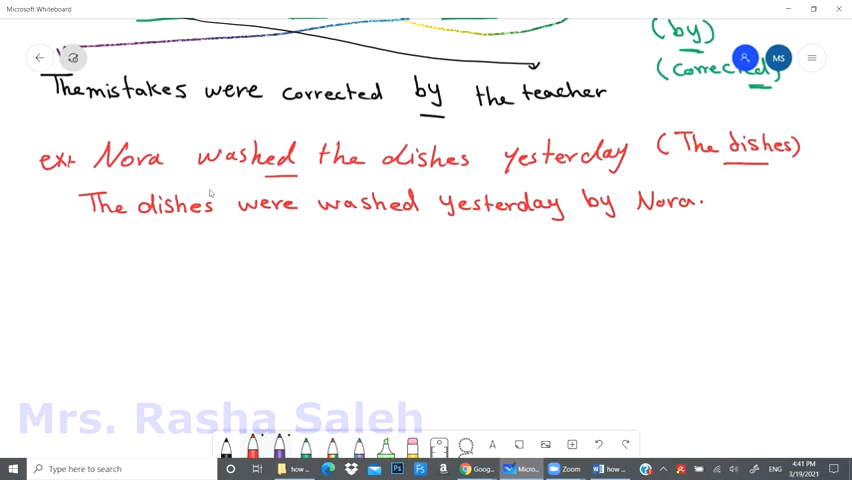 Microsoft Whiteboard
(by)
MS
(corrected)
The mistakes were corrected by the teacher
ex: Nora washed the dishes yesterday (The dishes)
The dishes were washed yesterday by Nora.
Mrs. Rasha Saleh
Type here to search
how ...
Goog...
Micro...
Zoom
how ...
ENG
4:41 PM
3/19/2021